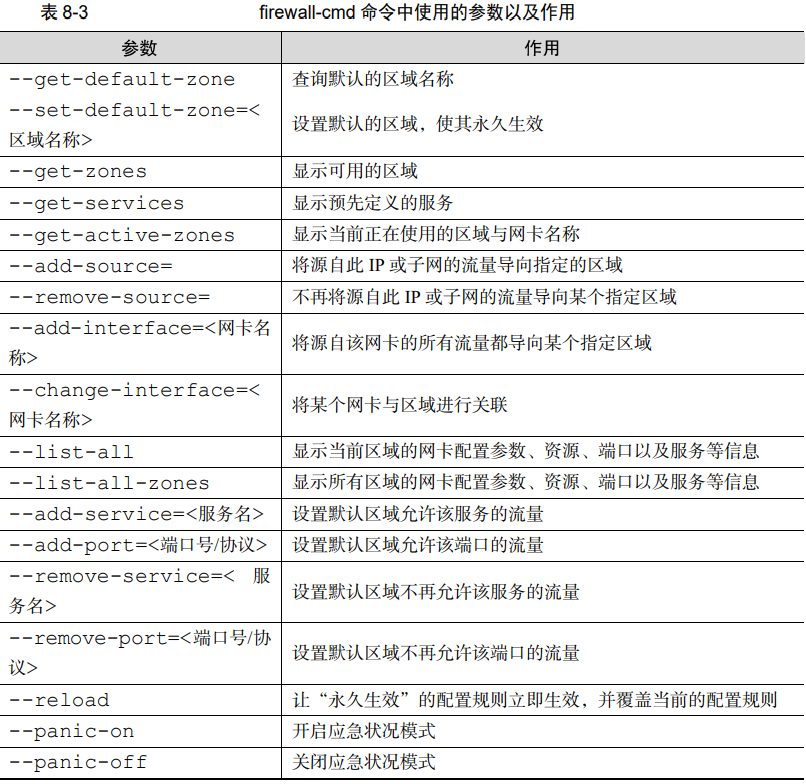 表 8-3 firewall-cmd 命令中使用的参数以及作用
参数 作用
--get-default-zone 查询默认的区域名称
--set-default-zone=<
区域名称> 设置默认的区域，使其永久生效
--get-zones 显示可用的区域
--get-services 显示预先定义的服务
--get-active-zones 显示当前正在使用的区域与网卡名称
--add-source= 将源自此 IP 或子网的流量导向指定的区域
--remove-source= 不再将源自此 IP 或子网的流量导向某个指定区域
--add-interface=<网卡名
称> 将源自该网卡的所有流量都导向某个指定区域
--change-interface=<
网卡名称> 将某个网卡与区域进行关联
--list-all 显示当前区域的网卡配置参数、资源、端口以及服务等信息
--list-all-zones 显示所有区域的网卡配置参数、资源、端口以及服务等信息
--add-service=<服务名> 设置默认区域允许该服务的流量
--add-port=<端口号/协议> 设置默认区域允许该端口的流量
--remove-service=< 服
务名> 设置默认区域不再允许该服务的流量
--remove-port=<端口号/协
议> 设置默认区域不再允许该端口的流量
--reload 让“永久生效”的配置规则立即生效，并覆盖当前的配置规则
--panic-on 开启应急状况模式
--panic-off 关闭应急状况模式